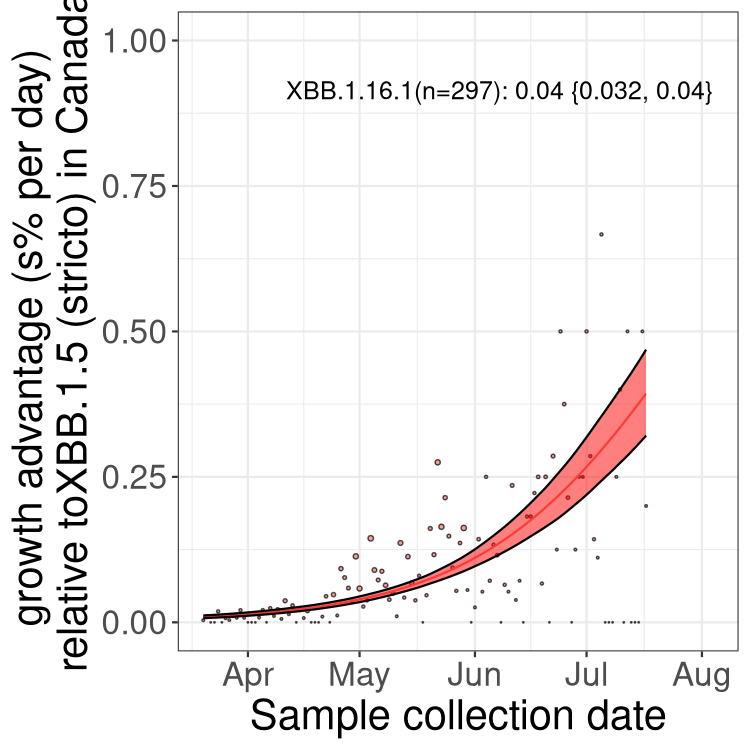 growth advantage (s% per day)
relative toXBB.1.5 (stricto) in Canada
1.00
0.75
0.50
0.25
0.00
XBB.1.16.1(n=297): 0.04 {0.032, 0.04}
Apr May Jun Jul Aug
Sample collection date